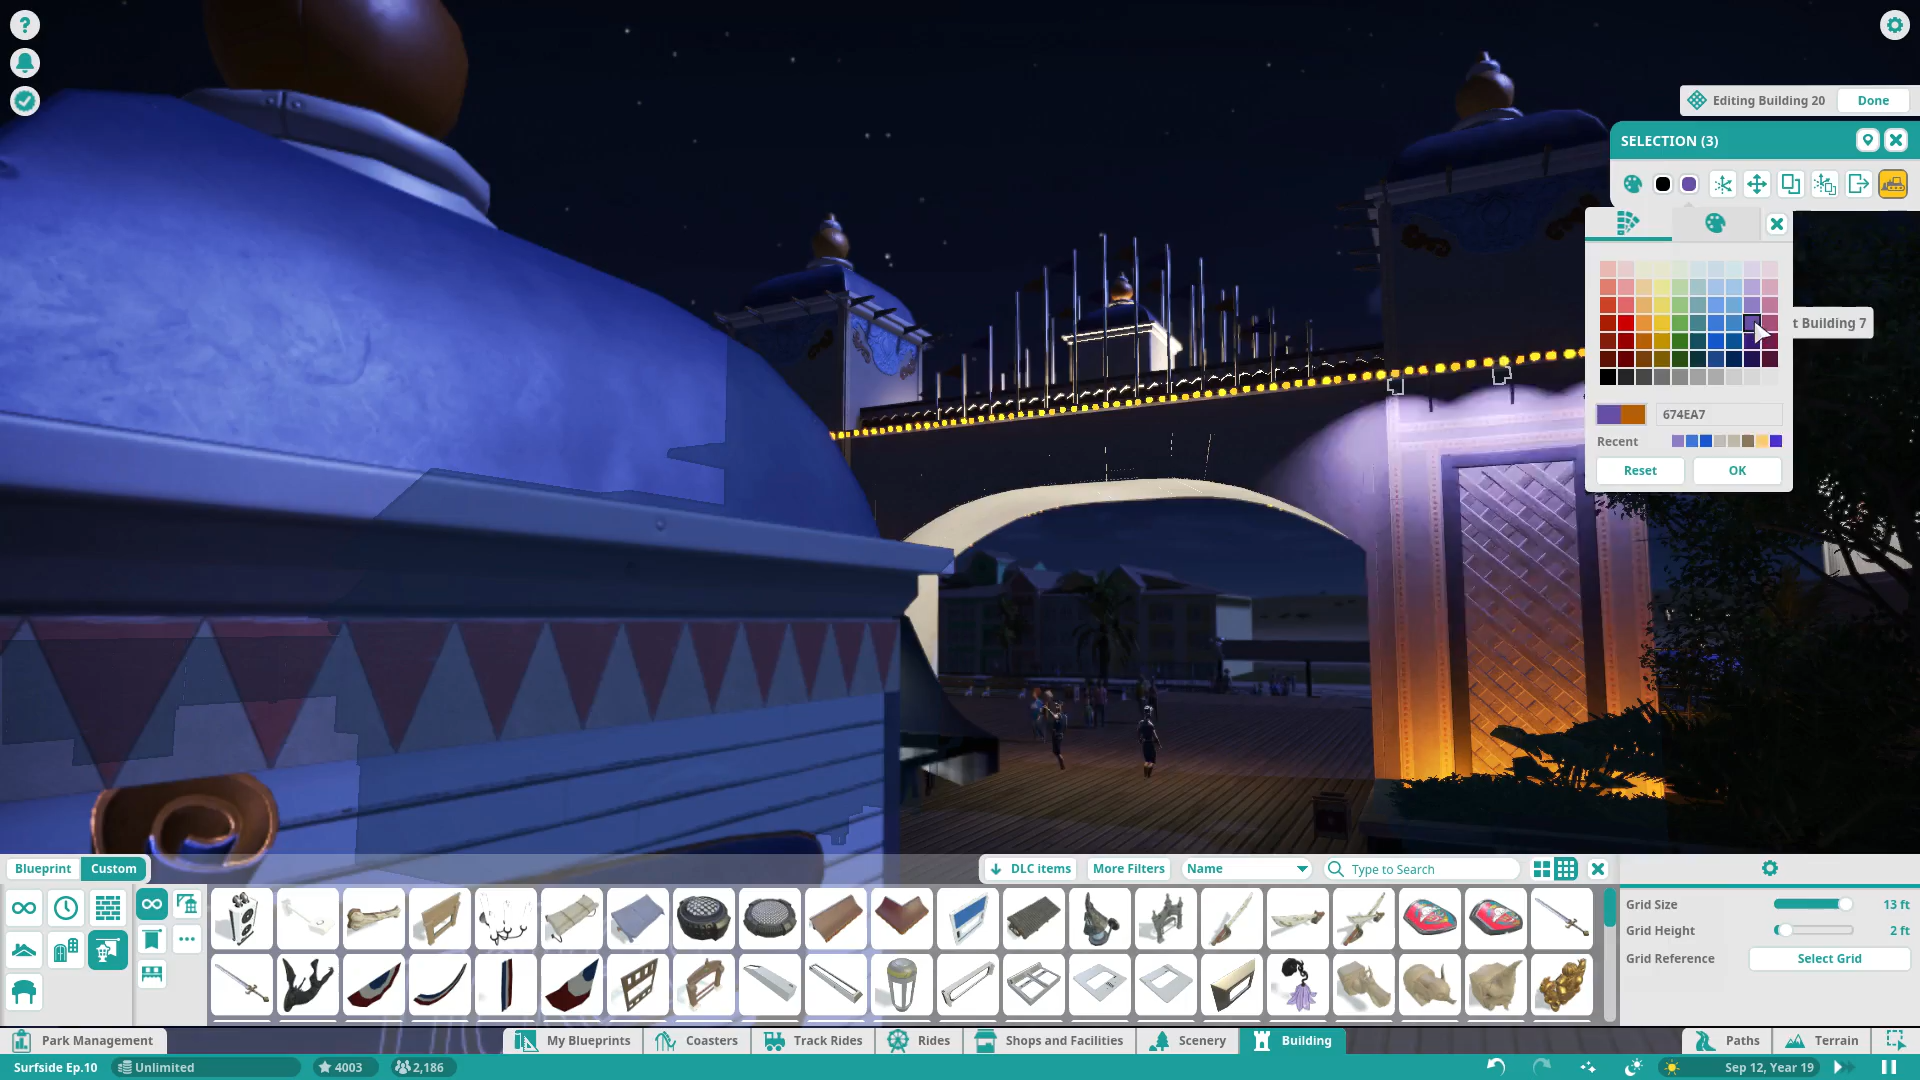 ?
Editing Building 20
Done
SELECTION (3)
t Building 7
674EA7
Recent
Reset
OK
Blueprint
Custom
DLC items
More Filters
Name
Type to Search
Grid Size
13 ft
Grid Height
2 ft
Grid Reference
Select Grid
Park Management
My Blueprints
Coasters
Track Rides
Rides
Shops and Facilities
Scenery
Building
Paths
Terrain
Surfside Ep.10
Unlimited
4003
2,186
Sep 12, Year 19